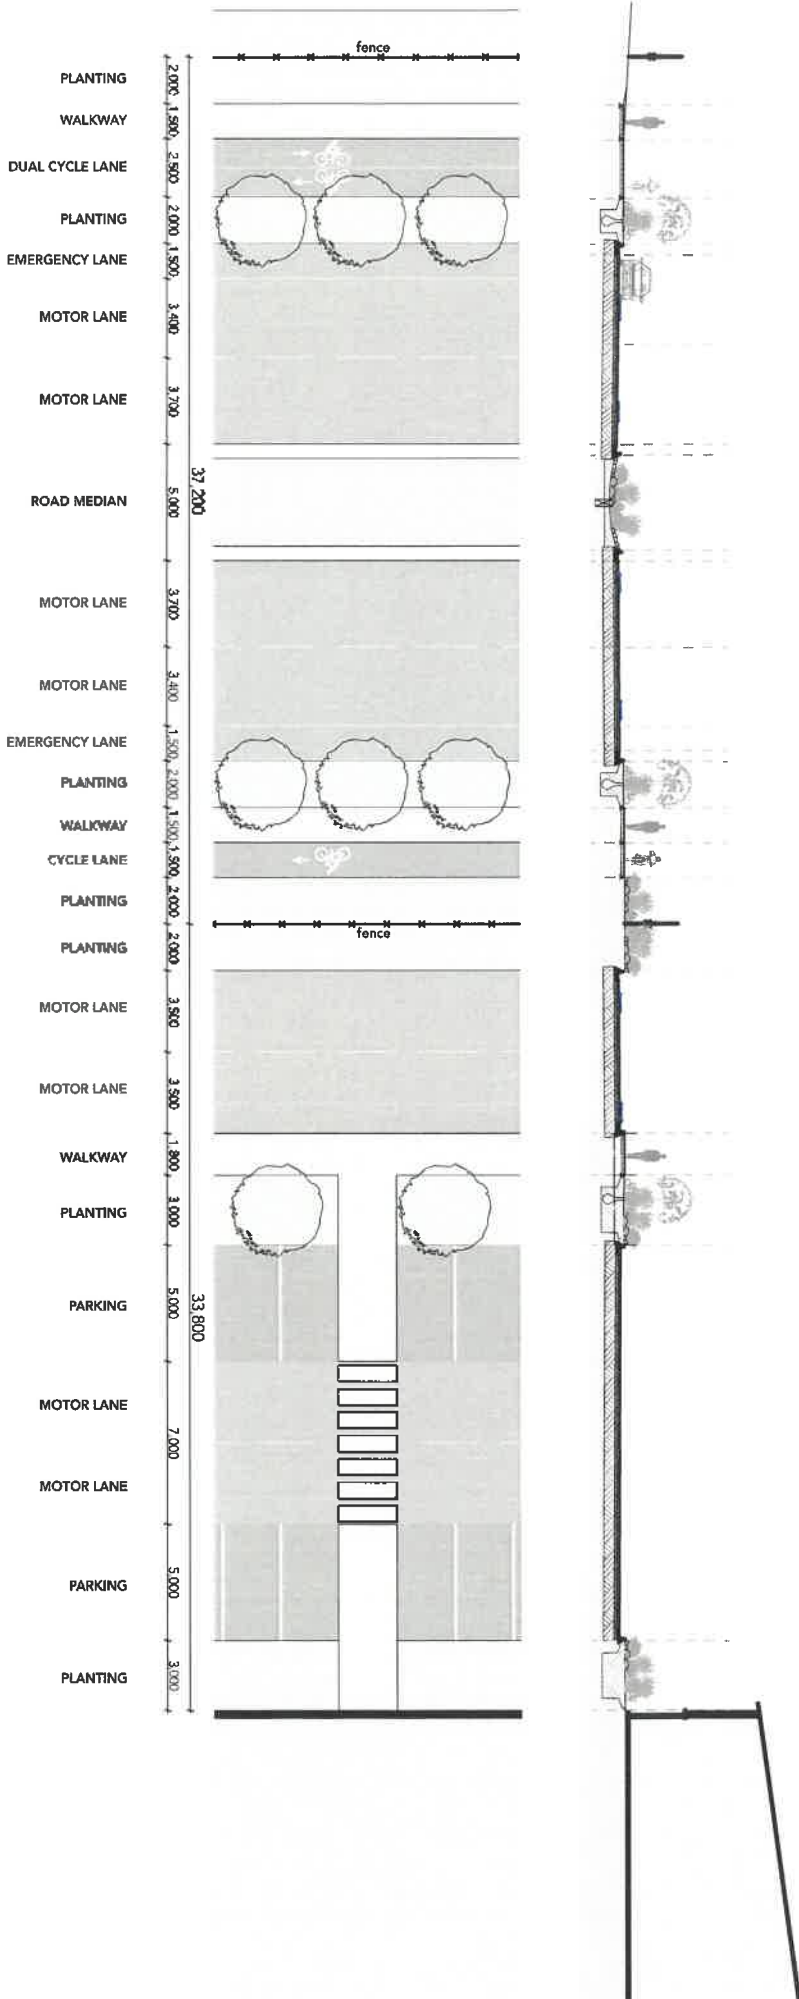 fence
PLANTING 2,000
WALKWAY 1,500
DUAL CYCLE LANE 2,500
PLANTING 2,000
EMERGENCY LANE 1,500
MOTOR LANE 3,400
MOTOR LANE 3,700
37,200
ROAD MEDIAN 5,000
MOTOR LANE 3,700
MOTOR LANE 3,400
EMERGENCY LANE 1,500
PLANTING 2,000
WALKWAY 1,500
CYCLE LANE 1,500
PLANTING 2,000
fence
PLANTING 2,000
MOTOR LANE 3,500
MOTOR LANE 3,500
WALKWAY 1,800
PLANTING 3,000
PARKING 5,000
33,800
MOTOR LANE
7,000
MOTOR LANE
PARKING 5,000
PLANTING 3,000